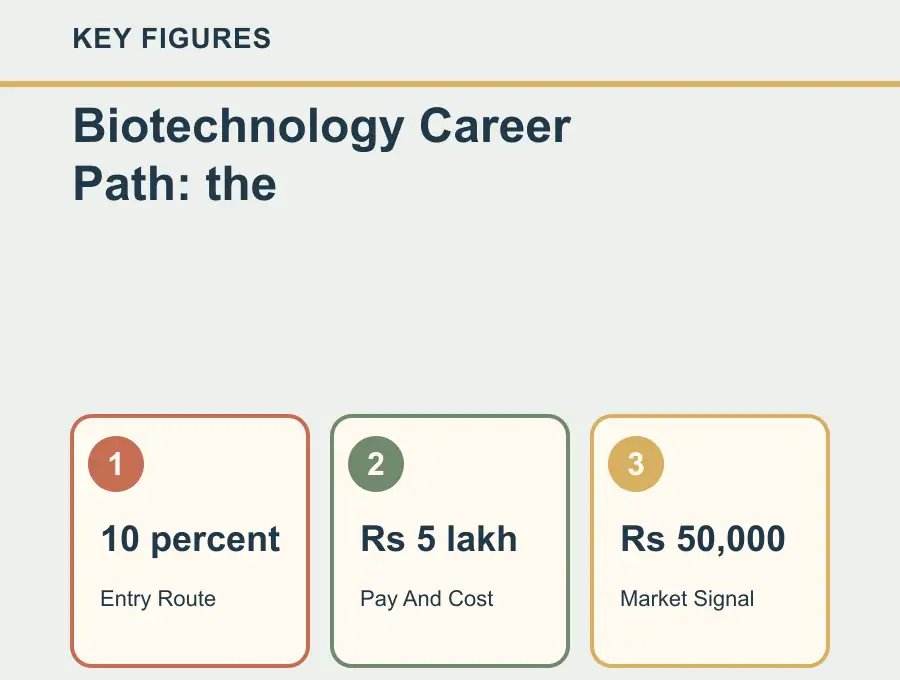 KEY FIGURES
Biotechnology Career
Path: the
1
10 percent
Entry Route
2
Rs 5 lakh
Pay And Cost
3
Rs 50,000
Market Signal